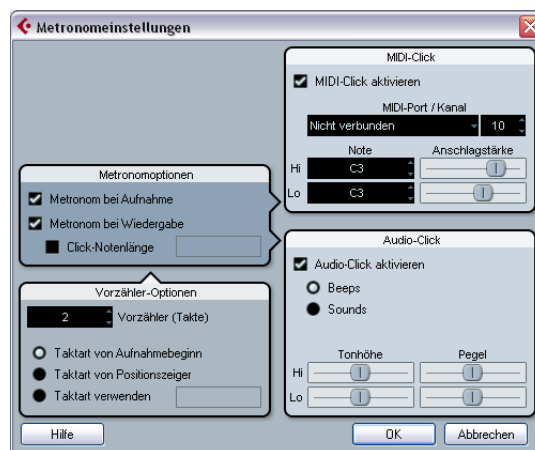 Metronomeinstellungen
MIDI-Click
MIDI-Click aktivieren
MIDI-Port / Kanal
Nicht verbunden 10
Note Anschlagstärke
Hi C3
Lo C3
Metronomoptionen
Metronom bei Aufnahme
Metronom bei Wiedergabe
Click-Notenlänge
Audio-Click
Audio-Click aktivieren
Beeps
Sounds
Tonhöhe Pegel
Hi
Lo
Vorzähler-Optionen
2 Vorzähler (Takte)
Taktart von Aufnahmebeginn
Taktart von Positionszeiger
Taktart verwenden
Hilfe OK Abbrechen